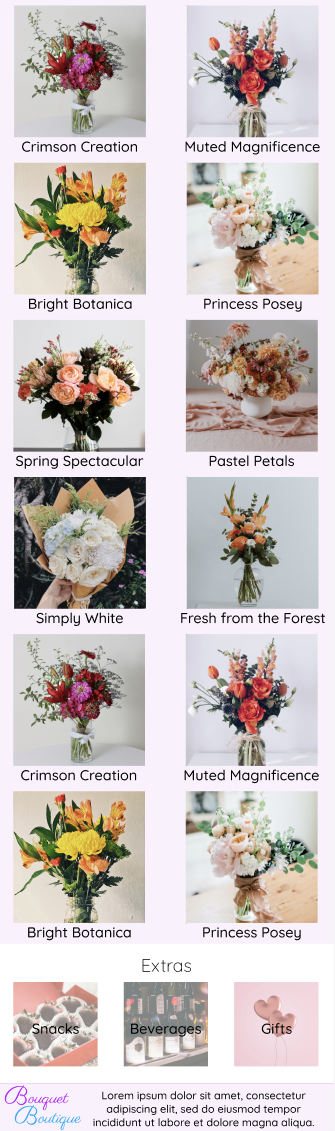 Crimson Creation
Muted Magnificence
Bright Botanica
Princess Posey
Spring Spectacular
Pastel Petals
Simply White
Fresh from the Forest
Crimson Creation
Muted Magnificence
Bright Botanica
Princess Posey
Extras
Snacks
Beverages
Gifts
Bouquet
Boutique
Lorem ipsum dolor sit amet, consectetur
adipiscing elit, sed do eiusmod tempor
incididunt ut labore et dolore magna aliqua.